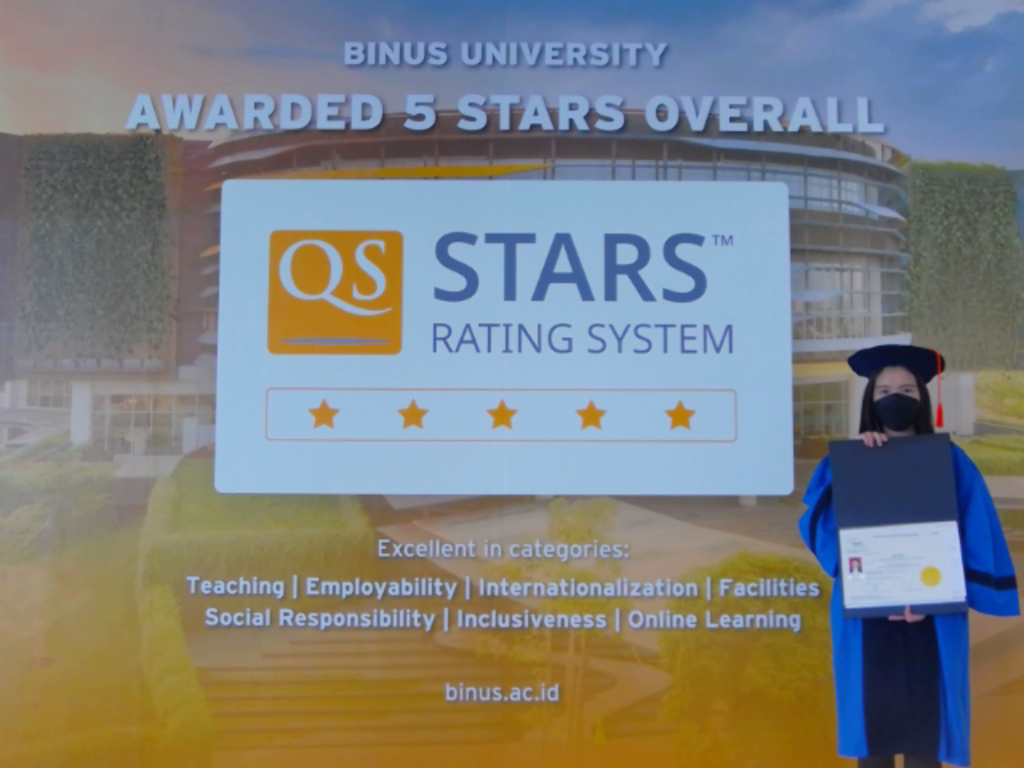 BINUS UNIVERSITY
AWARDED 5 STARS OVERALL
QS
STARS™
RATING SYSTEM
Excellent in categories:
Teaching | Employability | Internationalization | Facilities
Social Responsibility | Inclusiveness | Online Learning
binus.ac.id